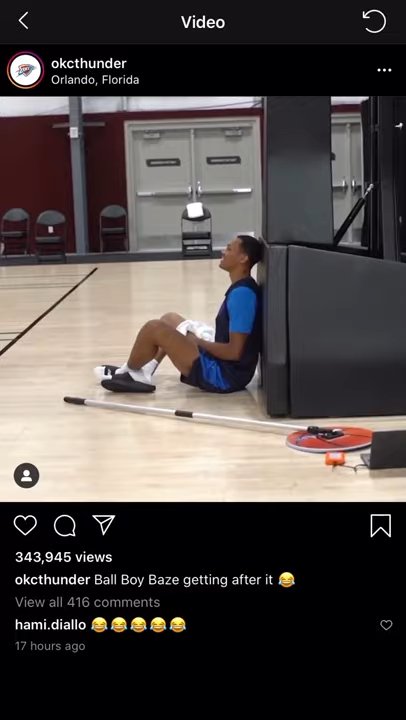 Video
okcthunder
Orlando, Florida
343,945 views
okcthunder Ball Boy Baze getting after it 😂
View all 416 comments
hami.diallo 😂😂😂😂😂
17 hours ago